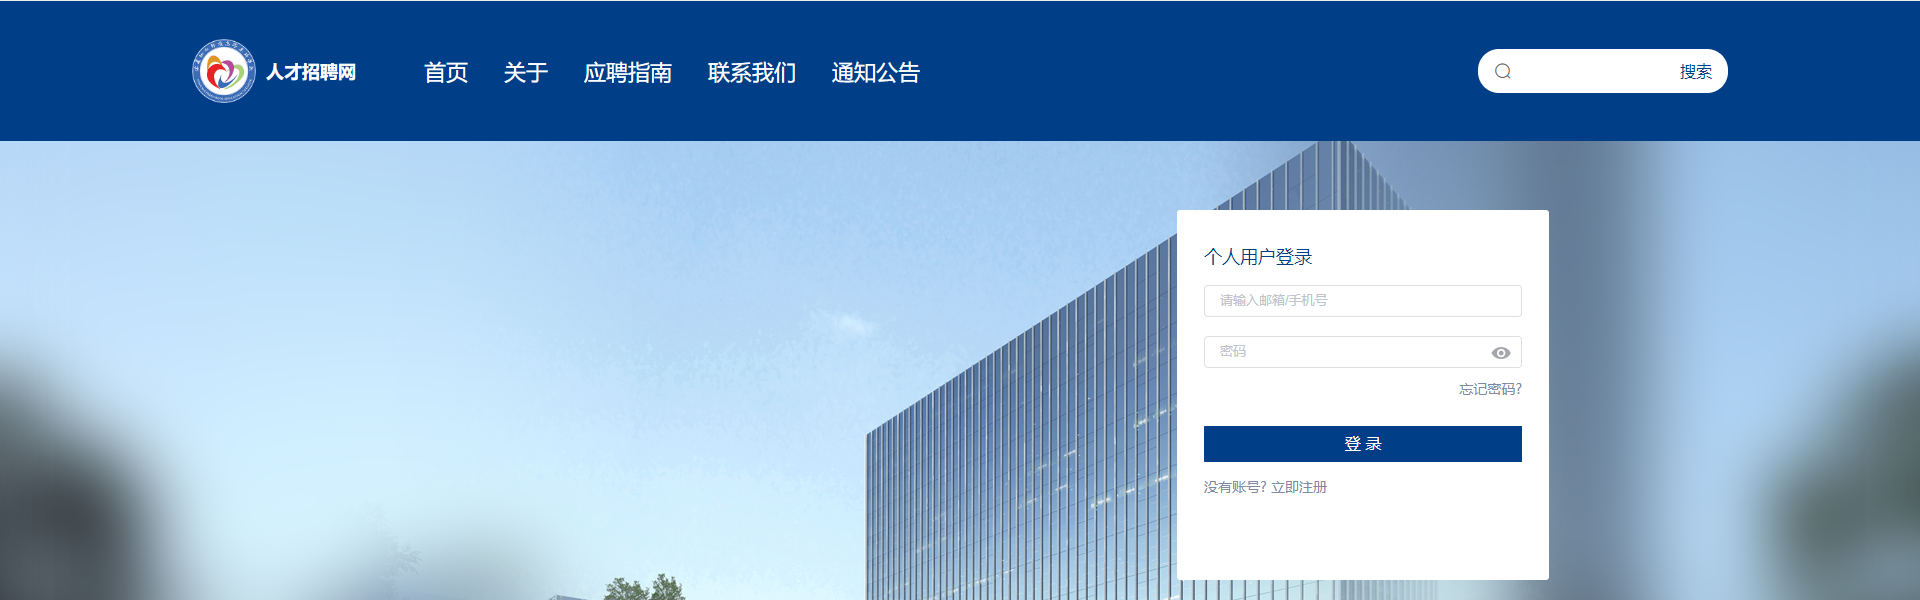 人才招聘网
首页 关于 应聘指南 联系我们 通知公告
搜索
个人用户登录
请输入邮箱/手机号
密码
忘记密码?
登 录
没有账号? 立即注册